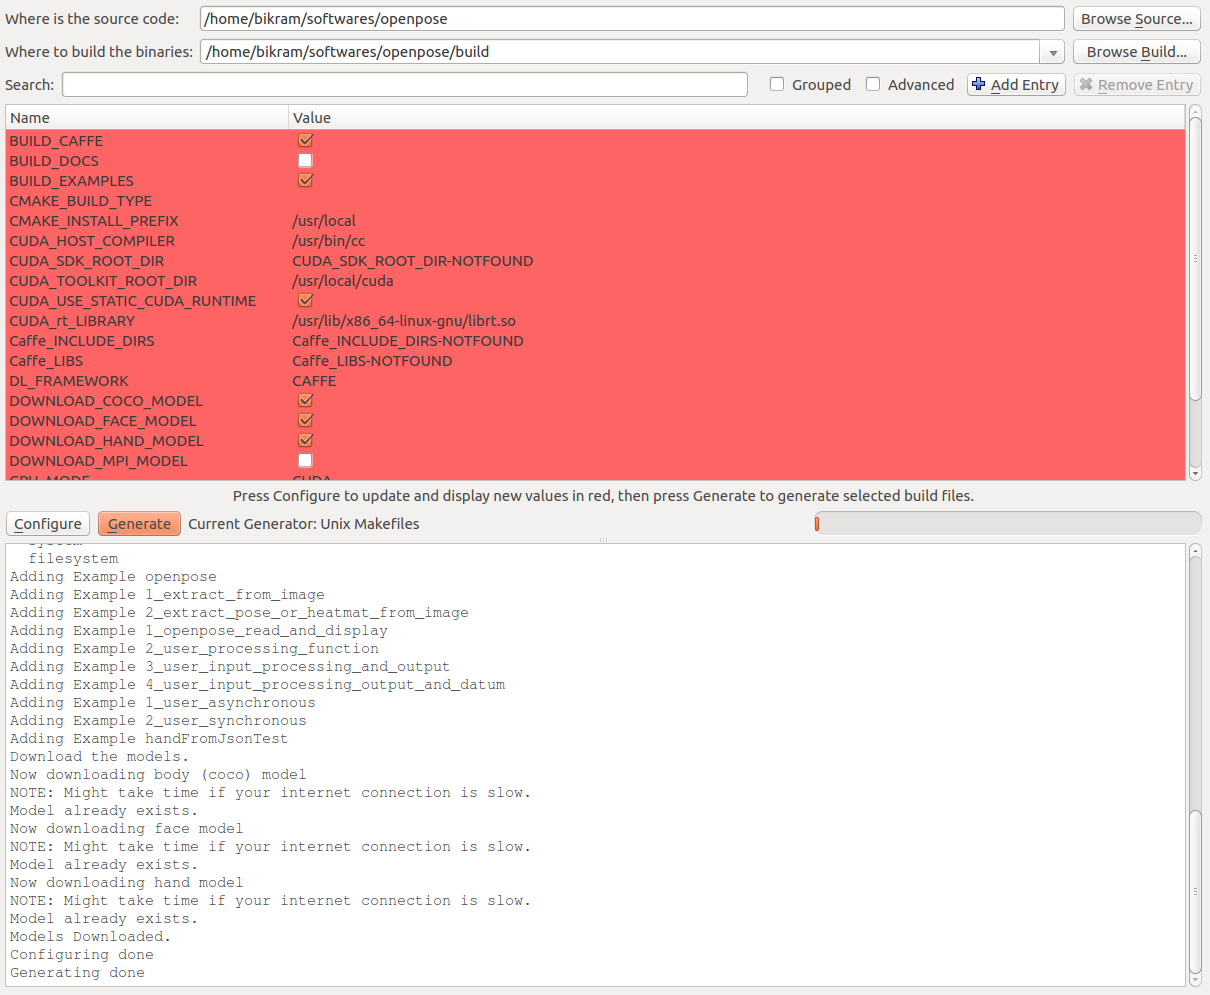 Where is the source code: /home/bikram/softwares/openpose Browse Source...
Where to build the binaries: /home/bikram/softwares/openpose/build Browse Build...
Search: Grouped Advanced Add Entry Remove Entry
Name Value
BUILD_CAFFE
BUILD_DOCS
BUILD_EXAMPLES
CMAKE_BUILD_TYPE
CMAKE_INSTALL_PREFIX /usr/local
CUDA_HOST_COMPILER /usr/bin/cc
CUDA_SDK_ROOT_DIR CUDA_SDK_ROOT_DIR-NOTFOUND
CUDA_TOOLKIT_ROOT_DIR /usr/local/cuda
CUDA_USE_STATIC_CUDA_RUNTIME
CUDA_rt_LIBRARY /usr/lib/x86_64-linux-gnu/librt.so
Caffe_INCLUDE_DIRS Caffe_INCLUDE_DIRS-NOTFOUND
Caffe_LIBS Caffe_LIBS-NOTFOUND
DL_FRAMEWORK CAFFE
DOWNLOAD_COCO_MODEL
DOWNLOAD_FACE_MODEL
DOWNLOAD_HAND_MODEL
DOWNLOAD_MPI_MODEL
GPU_MODE CUDA
Press Configure to update and display new values in red, then press Generate to generate selected build files.
Configure Generate Current Generator: Unix Makefiles
system
filesystem
Adding Example openpose
Adding Example 1_extract_from_image
Adding Example 2_extract_pose_or_heatmat_from_image
Adding Example 1_openpose_read_and_display
Adding Example 2_user_processing_function
Adding Example 3_user_input_processing_and_output
Adding Example 4_user_input_processing_output_and_datum
Adding Example 1_user_asynchronous
Adding Example 2_user_synchronous
Adding Example handFromJsonTest
Download the models.
Now downloading body (coco) model
NOTE: Might take time if your internet connection is slow.
Model already exists.
Now downloading face model
NOTE: Might take time if your internet connection is slow.
Model already exists.
Now downloading hand model
NOTE: Might take time if your internet connection is slow.
Model already exists.
Models Downloaded.
Configuring done
Generating done